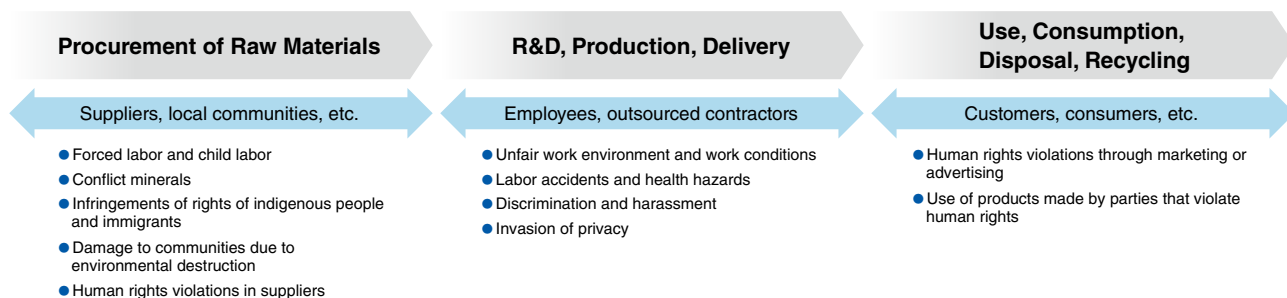 Procurement of Raw Materials
Suppliers, local communities, etc.
● Forced labor and child labor
● Conflict minerals
● Infringements of rights of indigenous people
and immigrants
● Damage to communities due to
environmental destruction
● Human rights violations in suppliers
R&D, Production, Delivery
Employees, outsourced contractors
● Unfair work environment and work conditions
● Labor accidents and health hazards
● Discrimination and harassment
● Invasion of privacy
Use, Consumption,
Disposal, Recycling
Customers, consumers, etc.
● Human rights violations through marketing or
advertising
● Use of products made by parties that violate
human rights